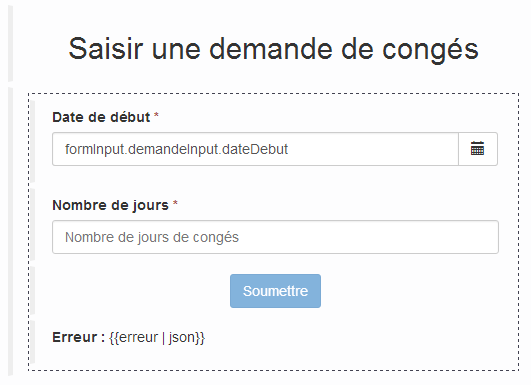 Saisir une demande de congés
Date de début *
formInput.demandeInput.dateDebut
Nombre de jours *
Nombre de jours de congés
Soumettre
Erreur : {{erreur | json}}